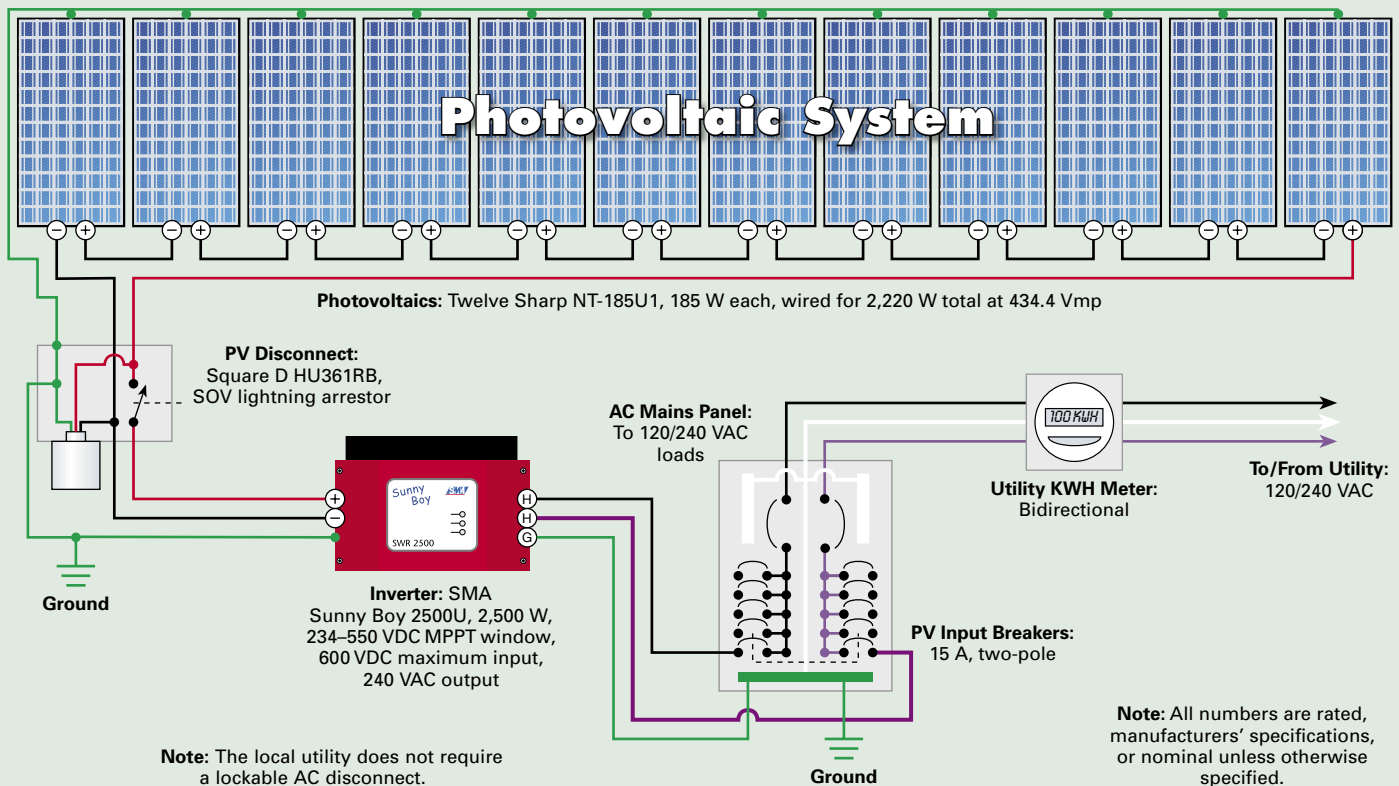 Photovoltaic System
− + − + − + − + − + − + − + − + − + − + − + − +
Photovoltaics: Twelve Sharp NT-185U1, 185 W each, wired for 2,220 W total at 434.4 Vmp
PV Disconnect:
Square D HU361RB,
SOV lightning arrestor
AC Mains Panel:
To 120/240 VAC
loads
100 KWH
Utility KWH Meter:
Bidirectional
To/From Utility:
120/240 VAC
+
−
Sunny
Boy
SMA
SWR 2500
H
H
G
Ground
Inverter: SMA
Sunny Boy 2500U, 2,500 W,
234–550 VDC MPPT window,
600 VDC maximum input,
240 VAC output
PV Input Breakers:
15 A, two-pole
Note: The local utility does not require
a lockable AC disconnect.
Ground
Note: All numbers are rated,
manufacturers’ specifications,
or nominal unless otherwise
specified.